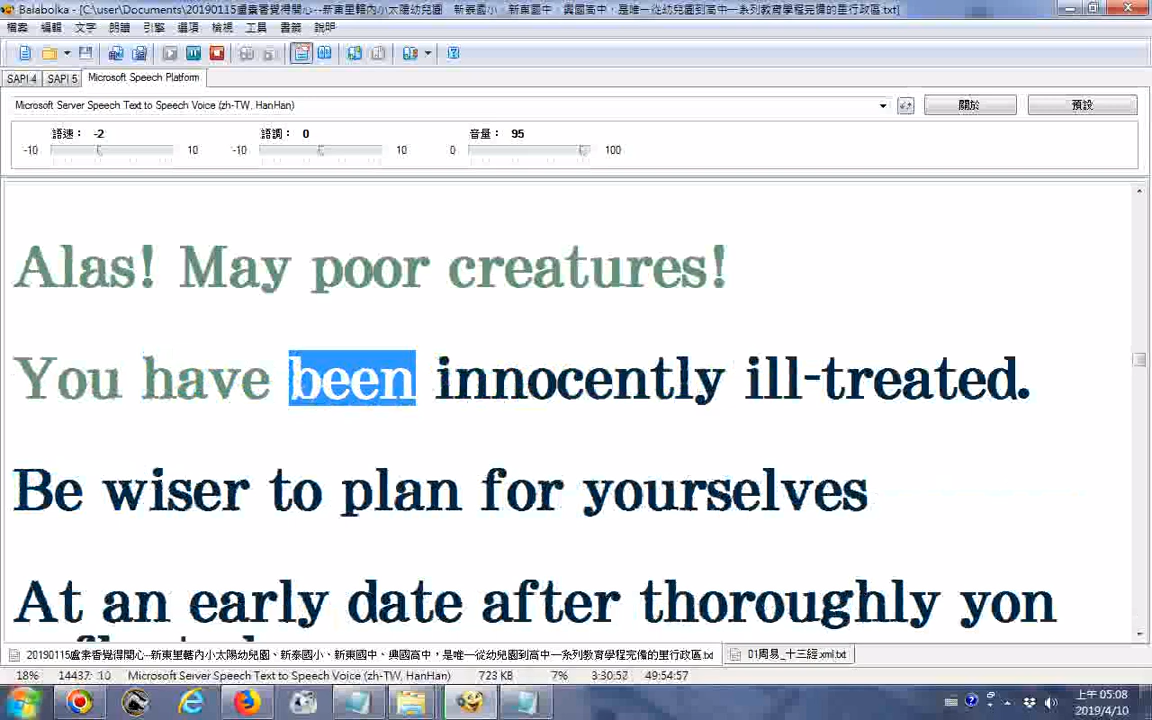 Balabolka - [C:\user\Documents\20190115盧業香覺得開心--新東里轄內小太陽幼兒園、新泰國小、新東國中、興國高中，是唯一從幼兒園到高中一系列教育學程完備的里行政區.txt]
檔案 編輯 文字 朗讀 引擎 選項 檢視 工具 書籤 說明
SAPI 4 SAPI 5 Microsoft Speech Platform
Microsoft Server Speech Text to Speech Voice (zh-TW, HanHan) 關於 預設
語速： -2 語調： 0 音量： 95
-10 10 -10 10 0 100
Alas! May poor creatures!
You have been innocently ill-treated.
Be wiser to plan for yourselves
At an early date after thoroughly yon
20190115盧業香覺得開心--新東里轄內小太陽幼兒園、新泰國小、新東國中、興國高中，是唯一從幼兒園到高中一系列教育學程完備的里行政區.txt 01周易_十三經.xml.txt
18% 14437: 10 Microsoft Server Speech Text to Speech Voice (zh-TW, HanHan) 723 KB 7% 3:30:52 49:54:57
上午 05:08
2019/4/10